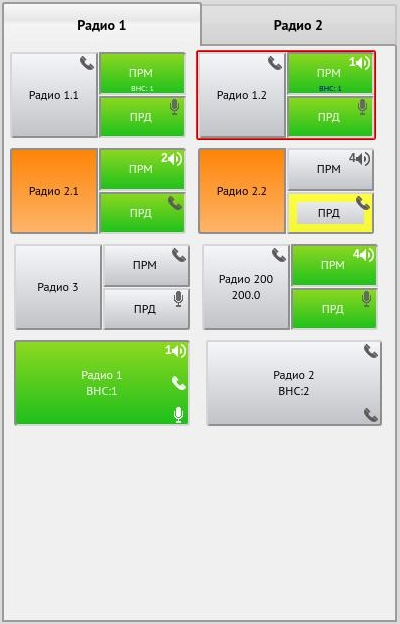 Радио 1
Радио 2
Радио 1.1
ПРМ
ВНС: 1
ПРД
Радио 1.2
1
ПРМ
ВНС: 1
ПРД
Радио 2.1
2
ПРМ
ПРД
Радио 2.2
4
ПРМ
ПРД
Радио 3
ПРМ
ПРД
Радио 200
200.0
4
ПРМ
ПРД
1
Радио 1
ВНС:1
Радио 2
ВНС:2